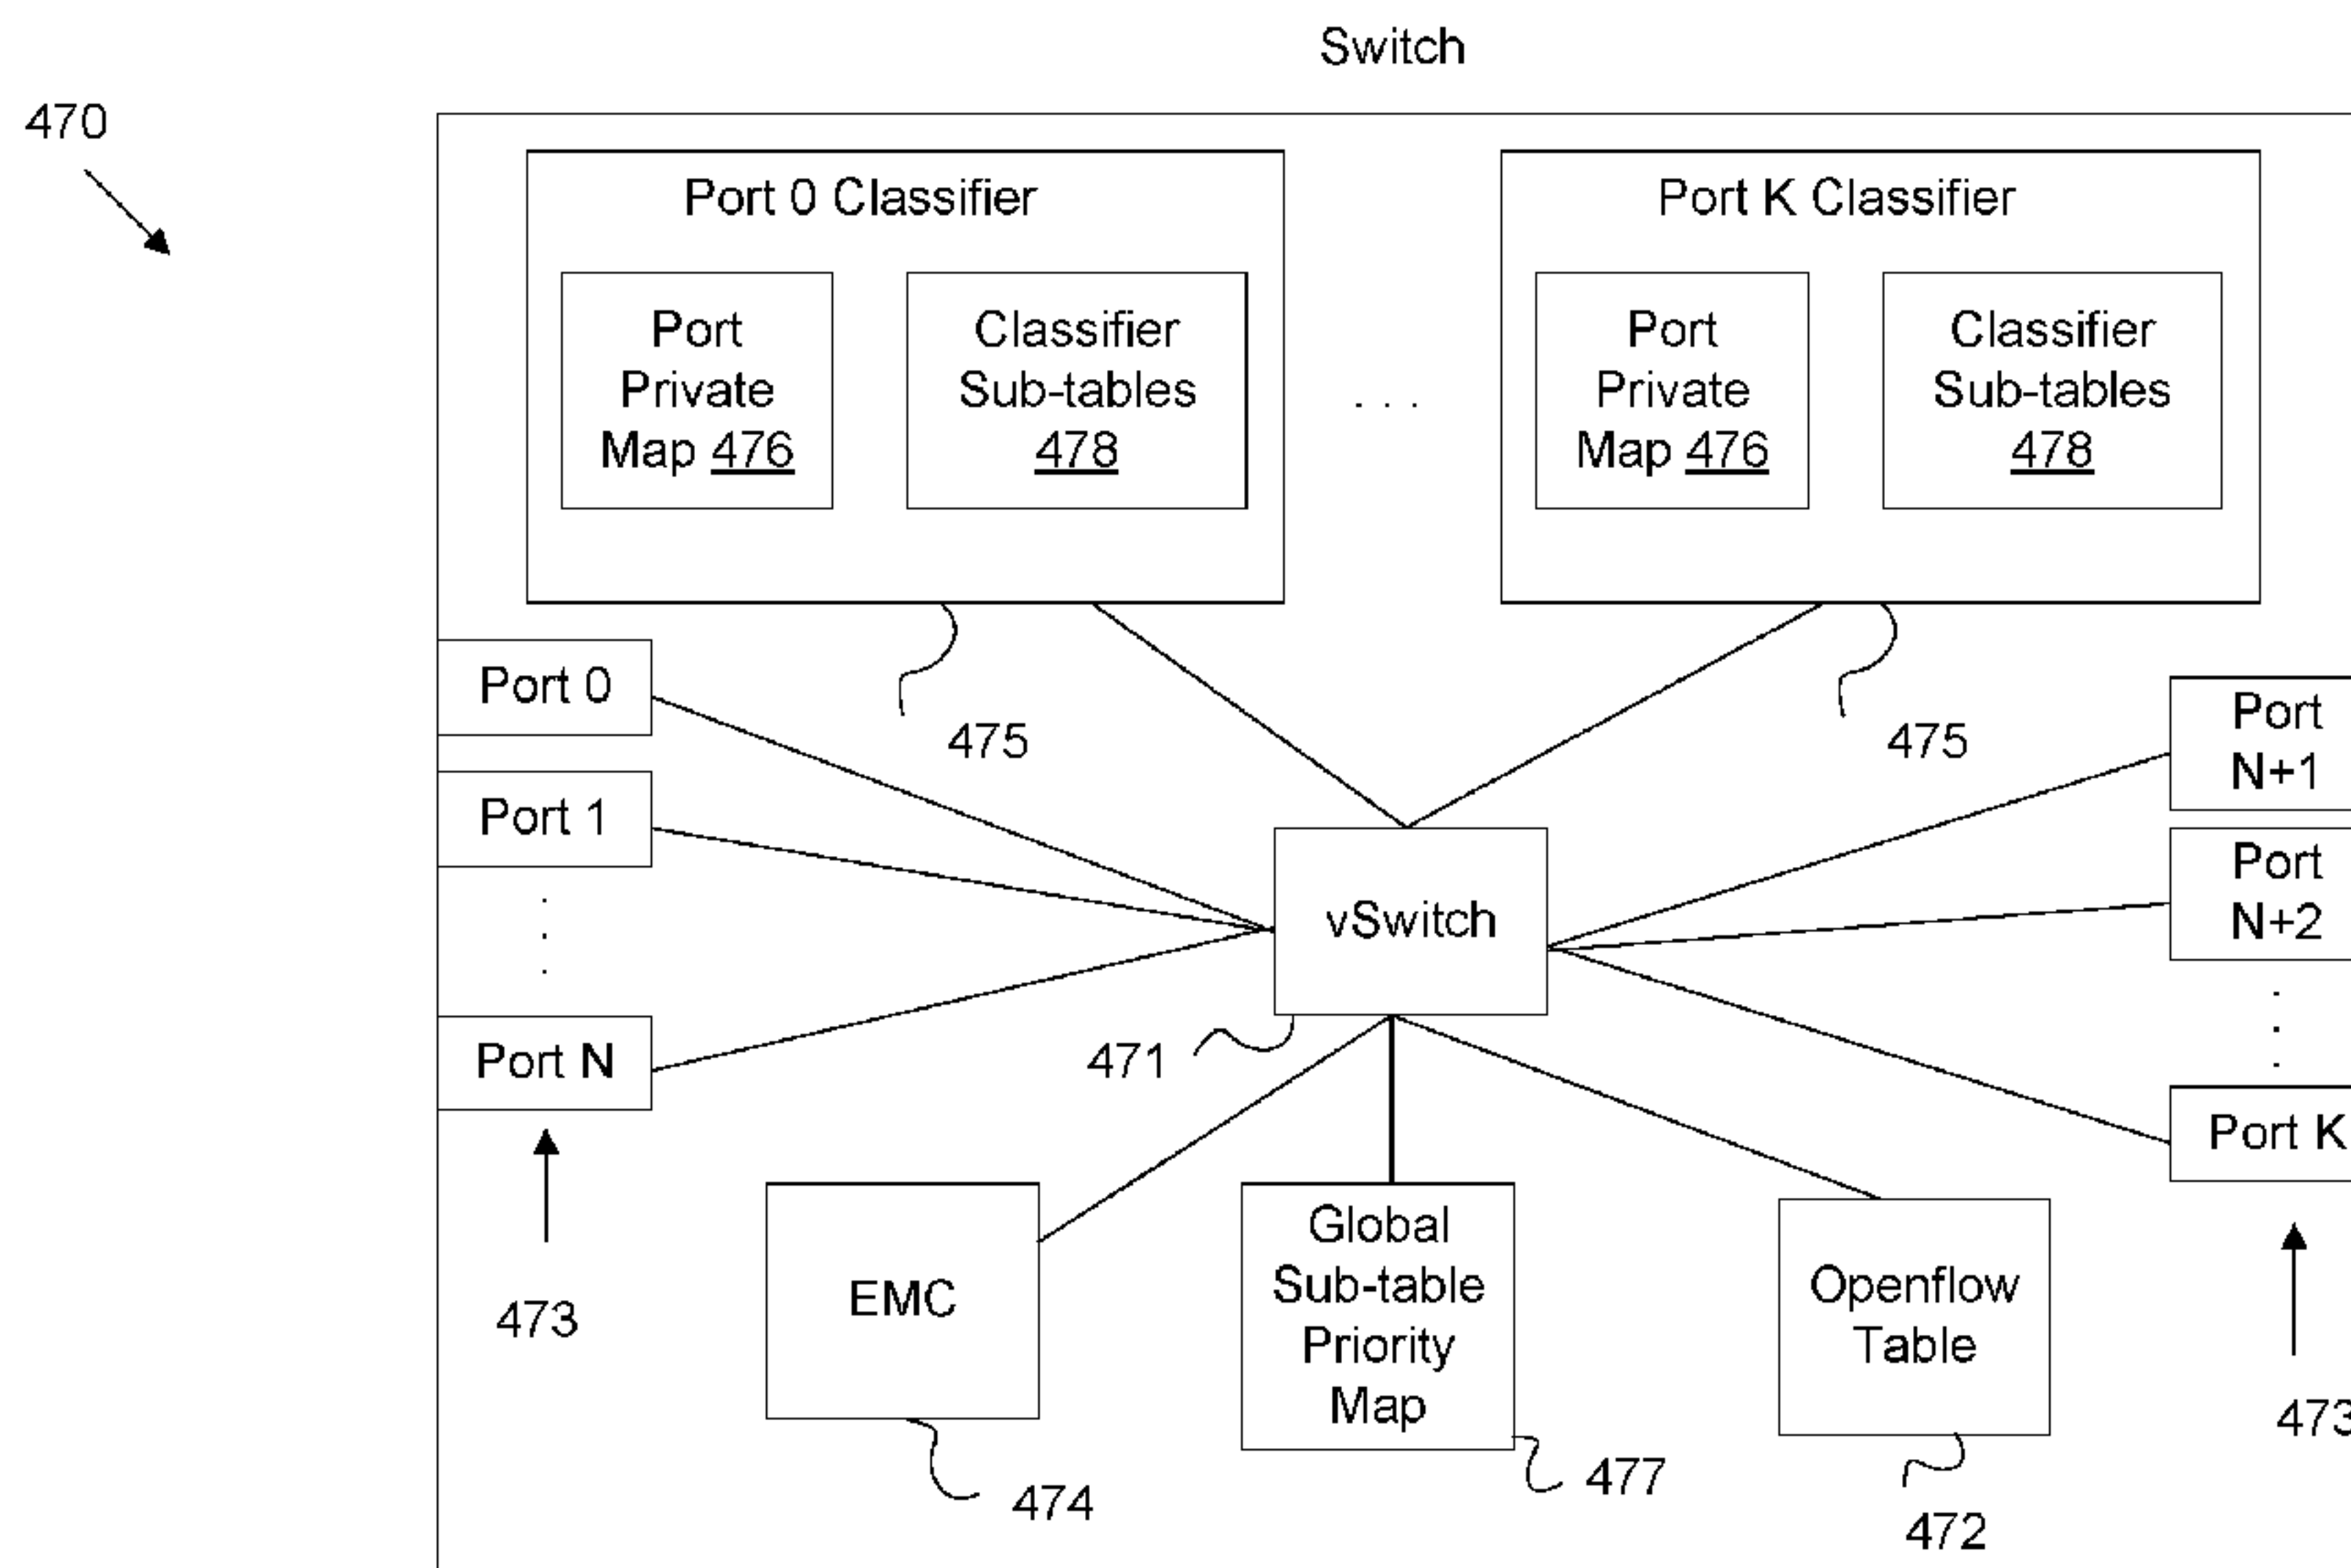 Switch
470
Port 0 Classifier
Port
Private
Map 476
Classifier
Sub-tables
478
. . .
Port K Classifier
Port
Private
Map 476
Classifier
Sub-tables
478
475
475
Port 0
Port 1
Port N
473
vSwitch
471
Port
N+1
Port
N+2
Port K
473
EMC
474
Global
Sub-table
Priority
Map
477
Openflow
Table
472